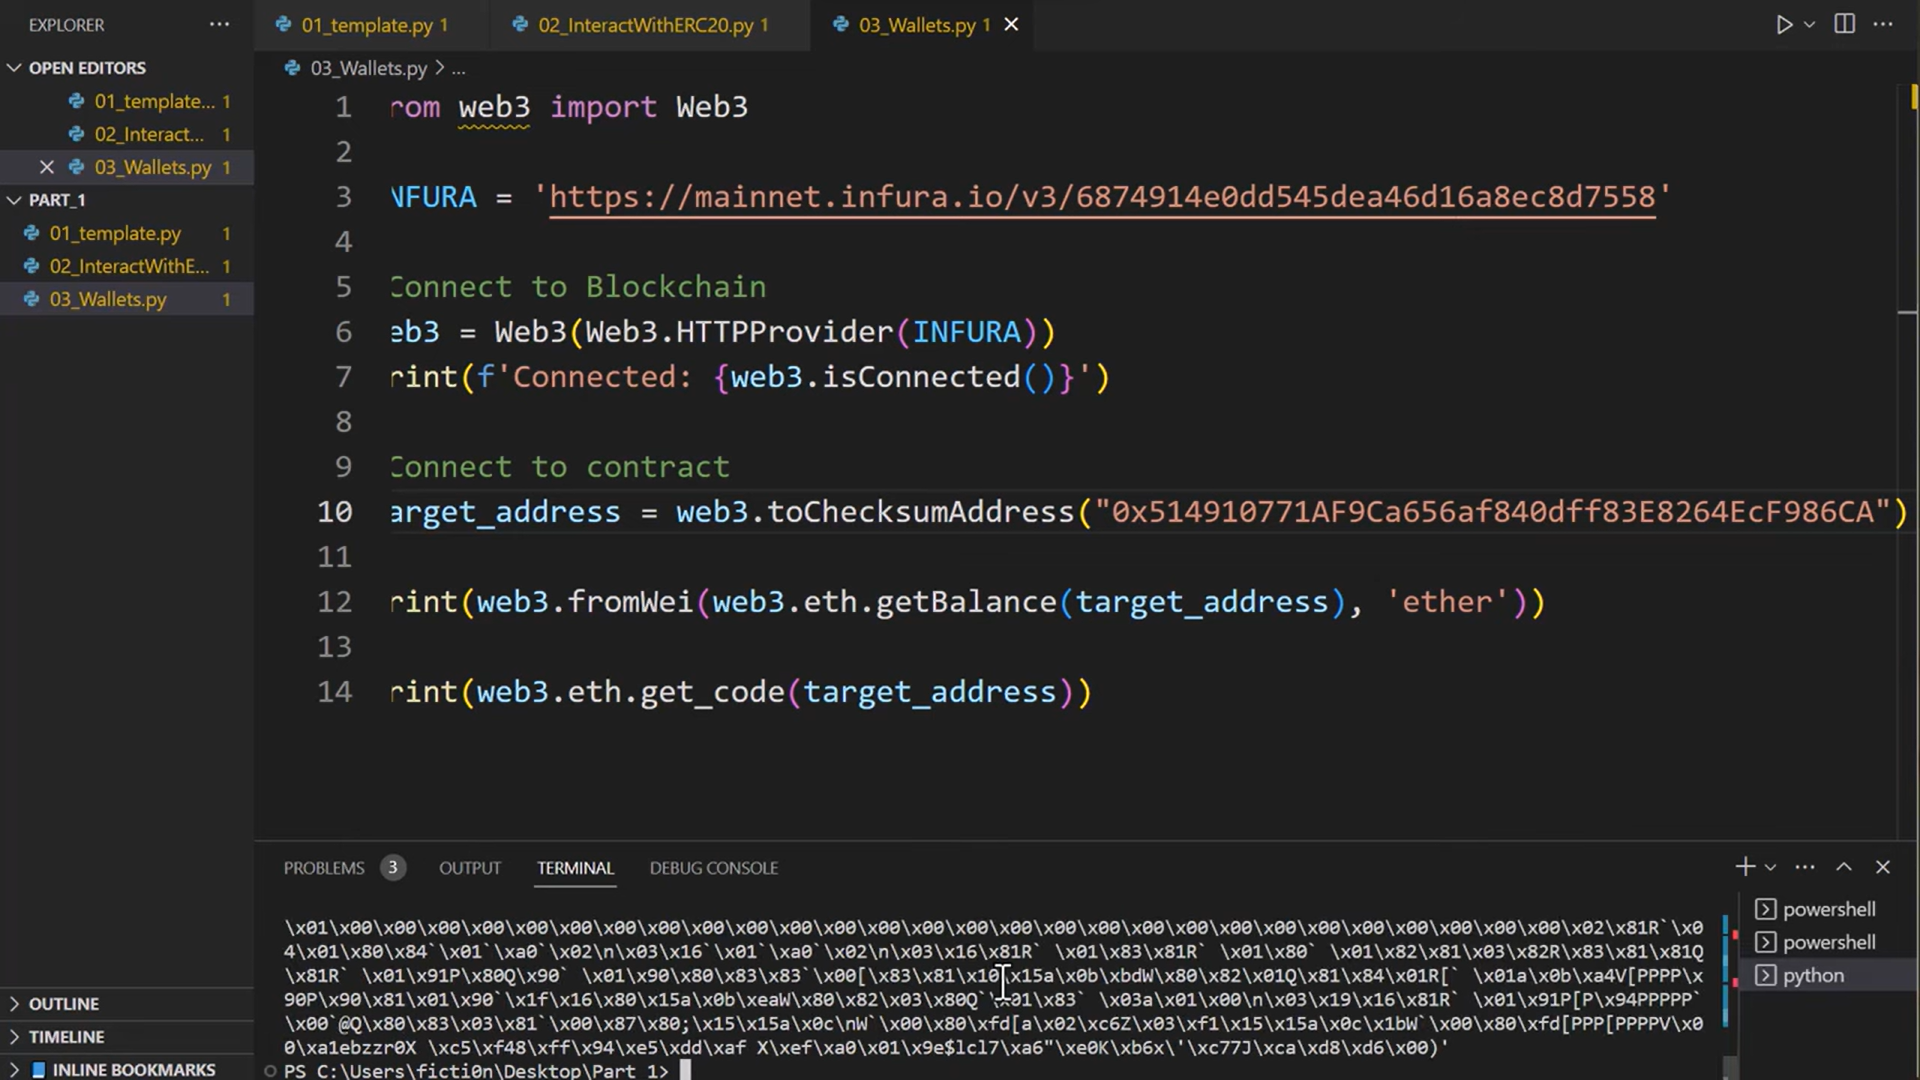 EXPLORER
01_template.py 1
02_InteractWithERC20.py 1
03_Wallets.py 1
OPEN EDITORS
01_template... 1
02_Interact... 1
03_Wallets.py 1
PART_1
01_template.py 1
02_InteractWithE... 1
03_Wallets.py 1
03_Wallets.py > ...
1 rom web3 import Web3
2
3 NFURA = 'https://mainnet.infura.io/v3/6874914e0dd545dea46d16a8ec8d7558'
4
5 Connect to Blockchain
6 eb3 = Web3(Web3.HTTPProvider(INFURA))
7 rint(f'Connected: {web3.isConnected()}')
8
9 Connect to contract
10 arget_address = web3.toChecksumAddress("0x514910771AF9Ca656af840dff83E8264EcF986CA")
11
12 rint(web3.fromWei(web3.eth.getBalance(target_address), 'ether'))
13
14 rint(web3.eth.get_code(target_address))
PROBLEMS 3 OUTPUT TERMINAL DEBUG CONSOLE
\x01\x00\x00\x00\x00\x00\x00\x00\x00\x00\x00\x00\x00\x00\x00\x00\x00\x00\x00\x00\x00\x00\x00\x00\x00\x00\x02\x81R`\x0
4\x01\x80\x84`\x01`\xa0`\x02\n\x03\x16`\x01`\xa0`\x02\n\x03\x16\x81R` \x01\x83\x81R` \x01\x80` \x01\x82\x81\x03\x82R\x83\x81\x81Q
\x81R` \x01\x91P\x80Q\x90` \x01\x90\x80\x83\x83`\x00[\x83\x81\x10\x15a\x0b\xbdW\x80\x82\x01Q\x81\x84\x01R[` \x01a\x0b\xa4V[PPPP\x
90P\x90\x81\x01\x90`\x1f\x16\x80\x15a\x0b\xeaW\x80\x82\x03\x80Q`\x01\x83` \x03a\x01\x00\n\x03\x19\x16\x81R` \x01\x91P[P\x94PPPPP`
\x00`@Q\x80\x83\x03\x81`\x00\x87\x80;\x15\x15a\x0c\nW`\x00\x80\xfd[a\x02\xc6Z\x03\xf1\x15\x15a\x0c\x1bW`\x00\x80\xfd[PPP[PPPPV\x0
0\xa1ebzzr0X \xc5\xf48\xff\x94\xe5\xdd\xaf X\xef\xa0\x01\x9e$lcl7\xa6"\xe0K\xb6x\'\xc77J\xca\xd8\xd6\x00)'
PS C:\Users\ficti0n\Desktop\Part 1>
powershell
powershell
python
OUTLINE
TIMELINE
INLINE BOOKMARKS